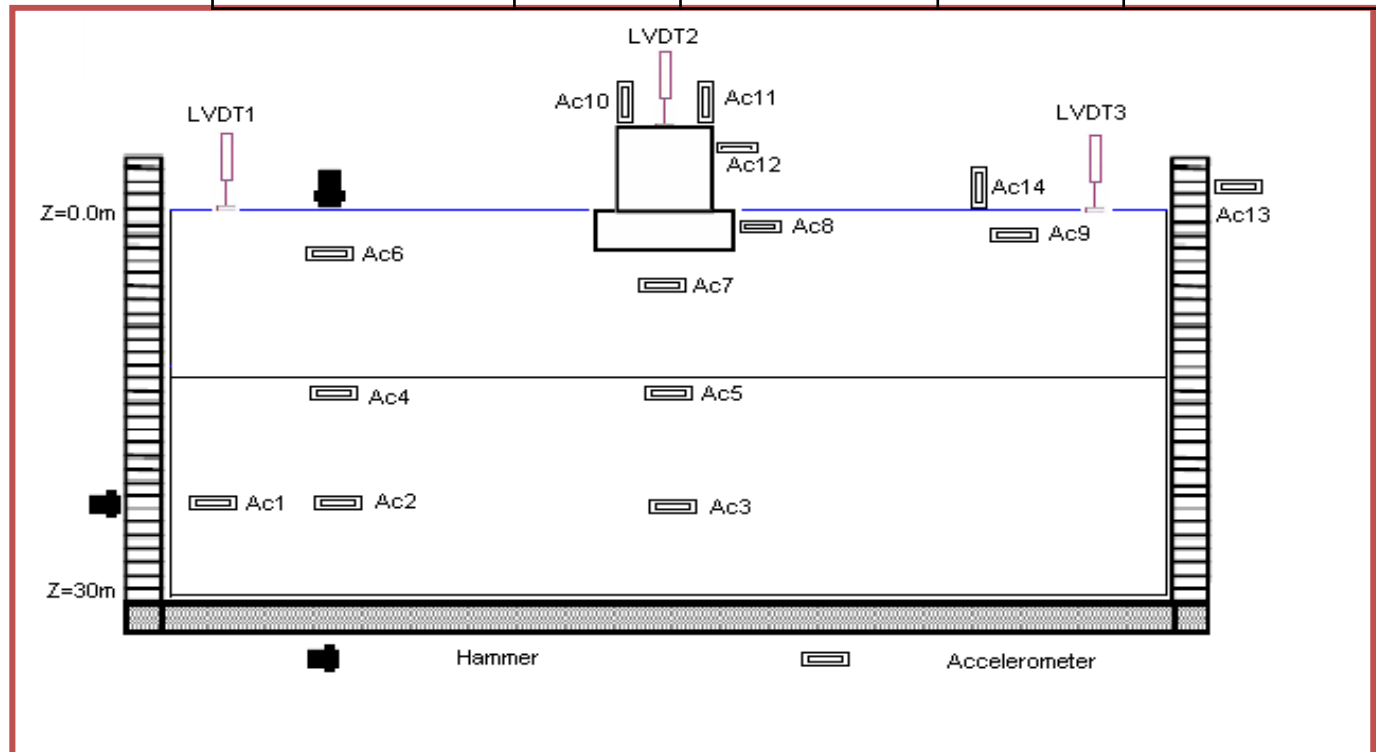 LVDT2
Ac10
Ac11
LVDT1
LVDT3
Ac12
Ac14
Z=0.0m
Ac13
Ac8
Ac9
Ac6
Ac7
Ac4
Ac5
Ac1
Ac2
Ac3
Z=30m
Hammer
Accelerometer